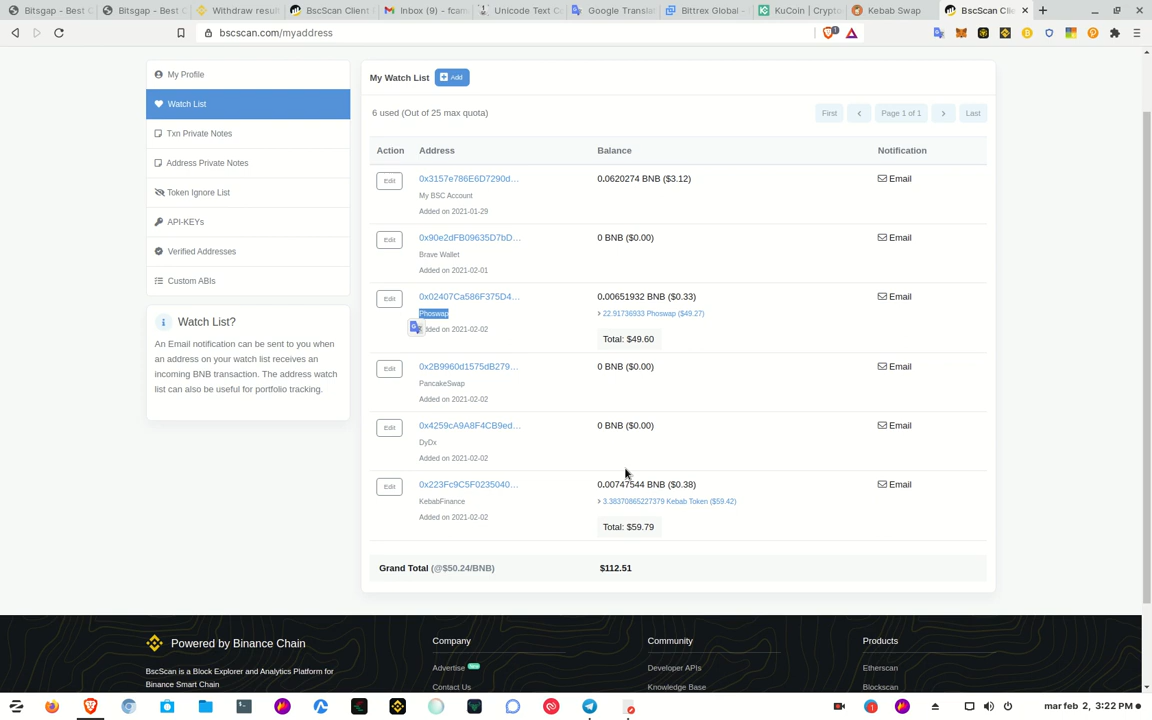 Bitsgap - Best C
Bitsgap - Best C
Withdraw resul
BscScan Client
Inbox (9) - fcam
Unicode Text Co
Google Translat
Bittrex Global -
KuCoin | Crypto
Kebab Swap
BscScan Clie
bscscan.com/myaddress
1
My Profile
Watch List
Txn Private Notes
Address Private Notes
Token Ignore List
API-KEYs
Verified Addresses
Custom ABIs
Watch List?
An Email notification can be sent to you when
an address on your watch list receives an
incoming BNB transaction. The address watch
list can also be useful for portfolio tracking.
My Watch List Add
6 used (Out of 25 max quota)
First Page 1 of 1 Last
Action Address Balance Notification
Edit 0x3157e786E6D7290d... 0.0620274 BNB ($3.12) Email
My BSC Account
Added on 2021-01-29
Edit 0x90e2dFB09635D7bD... 0 BNB ($0.00) Email
Brave Wallet
Added on 2021-02-01
Edit 0x02407Ca586F375D4... 0.00651932 BNB ($0.33) Email
Phoswap 22.91736933 Phoswap ($49.27)
dded on 2021-02-02
Total: $49.60
Edit 0x2B9960d1575dB279... 0 BNB ($0.00) Email
PancakeSwap
Added on 2021-02-02
Edit 0x4259cA9A8F4CB9ed... 0 BNB ($0.00) Email
DyDx
Added on 2021-02-02
Edit 0x223Fc9C5F0235040... 0.00747544 BNB ($0.38) Email
KebabFinance 3.38370865227379 Kebab Token ($59.42)
Added on 2021-02-02
Total: $59.79
Grand Total (@$50.24/BNB) $112.51
Powered by Binance Chain
BscScan is a Block Explorer and Analytics Platform for
Binance Smart Chain
Company
Advertise New
Contact Us
Community
Developer APIs
Knowledge Base
Products
Etherscan
Blockscan
mar feb 2, 3:22 PM